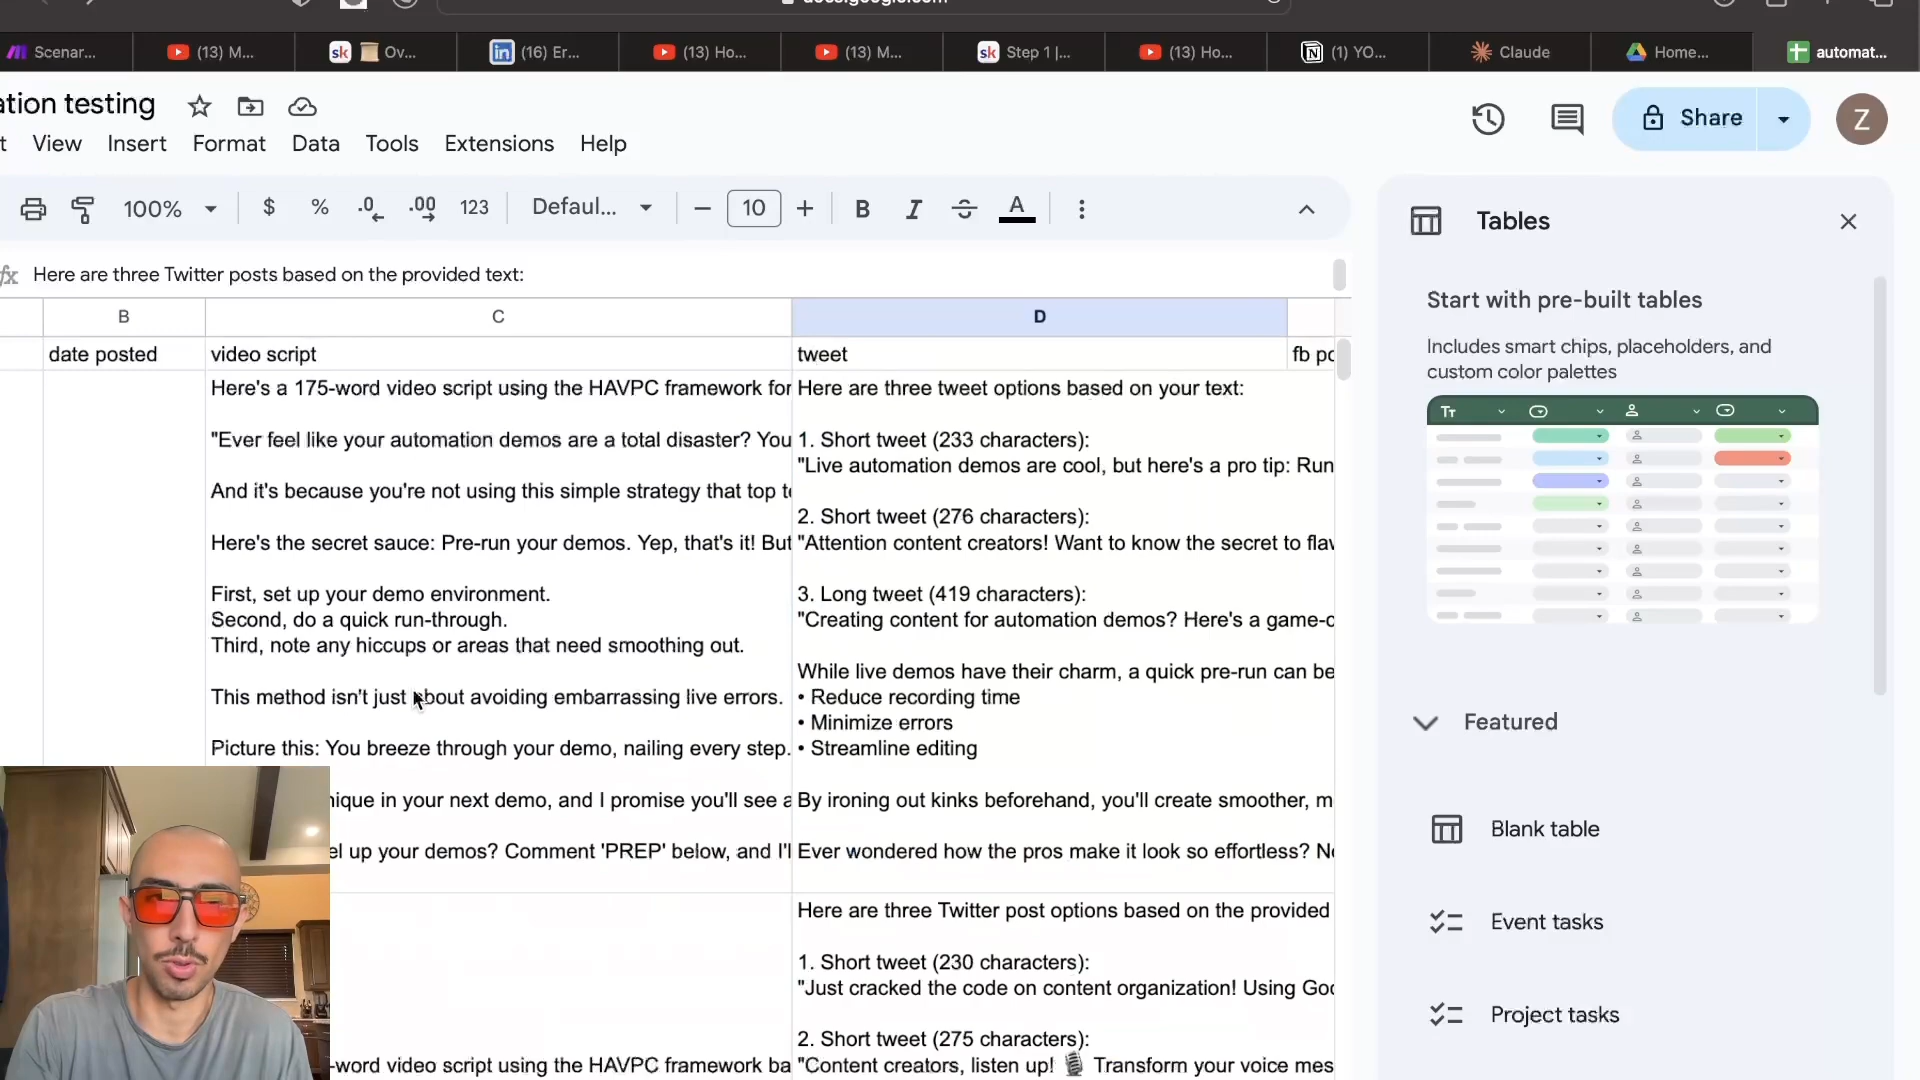 docs.google.com
Scenar...
(13) M...
sk Ov...
in (16) Er...
(13) Ho...
(13) M...
sk Step 1 |...
(13) Ho...
(1) YO...
Claude
Home...
automat...
ation testing
Share
Z
t View Insert Format Data Tools Extensions Help
100% $ % .0 .00 123 Defaul... − 10 + B I S A
Tables
fx Here are three Twitter posts based on the provided text:
Start with pre-built tables
Includes smart chips, placeholders, and
custom color palettes
Tт
B C D
date posted
video script
tweet
fb po
Here's a 175-word video script using the HAVPC framework for
"Ever feel like your automation demos are a total disaster? You
And it's because you're not using this simple strategy that top te
Here's the secret sauce: Pre-run your demos. Yep, that's it! But
First, set up your demo environment.
Second, do a quick run-through.
Third, note any hiccups or areas that need smoothing out.
This method isn't just about avoiding embarrassing live errors.
Picture this: You breeze through your demo, nailing every step.
nique in your next demo, and I promise you'll see a
el up your demos? Comment 'PREP' below, and I'l
-word video script using the HAVPC framework ba
Here are three tweet options based on your text:
1. Short tweet (233 characters):
"Live automation demos are cool, but here's a pro tip: Run
2. Short tweet (276 characters):
"Attention content creators! Want to know the secret to flav
3. Long tweet (419 characters):
"Creating content for automation demos? Here's a game-c
While live demos have their charm, a quick pre-run can be
• Reduce recording time
• Minimize errors
• Streamline editing
By ironing out kinks beforehand, you'll create smoother, m
Ever wondered how the pros make it look so effortless? No
Here are three Twitter post options based on the provided
1. Short tweet (230 characters):
"Just cracked the code on content organization! Using Goo
2. Short tweet (275 characters):
"Content creators, listen up! 🎙️ Transform your voice mes
Featured
Blank table
Event tasks
Project tasks